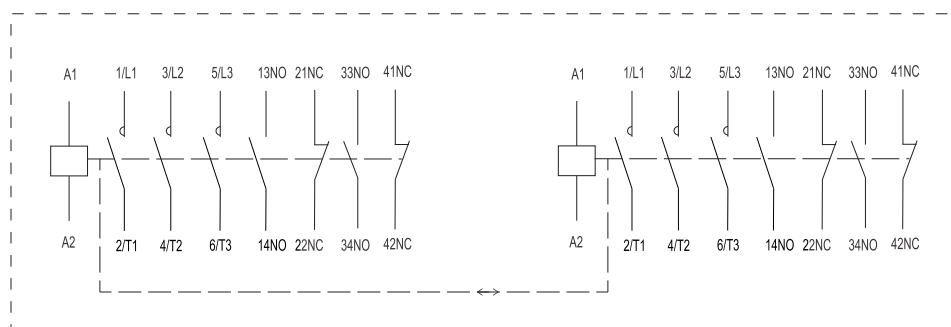 A1 1/L1 3/L2 5/L3 13NO 21NC 33NO 41NC A1 1/L1 3/L2 5/L3 13NO 21NC 33NO 41NC
A2 2/T1 4/T2 6/T3 14NO 22NC 34NO 42NC A2 2/T1 4/T2 6/T3 14NO 22NC 34NO 42NC